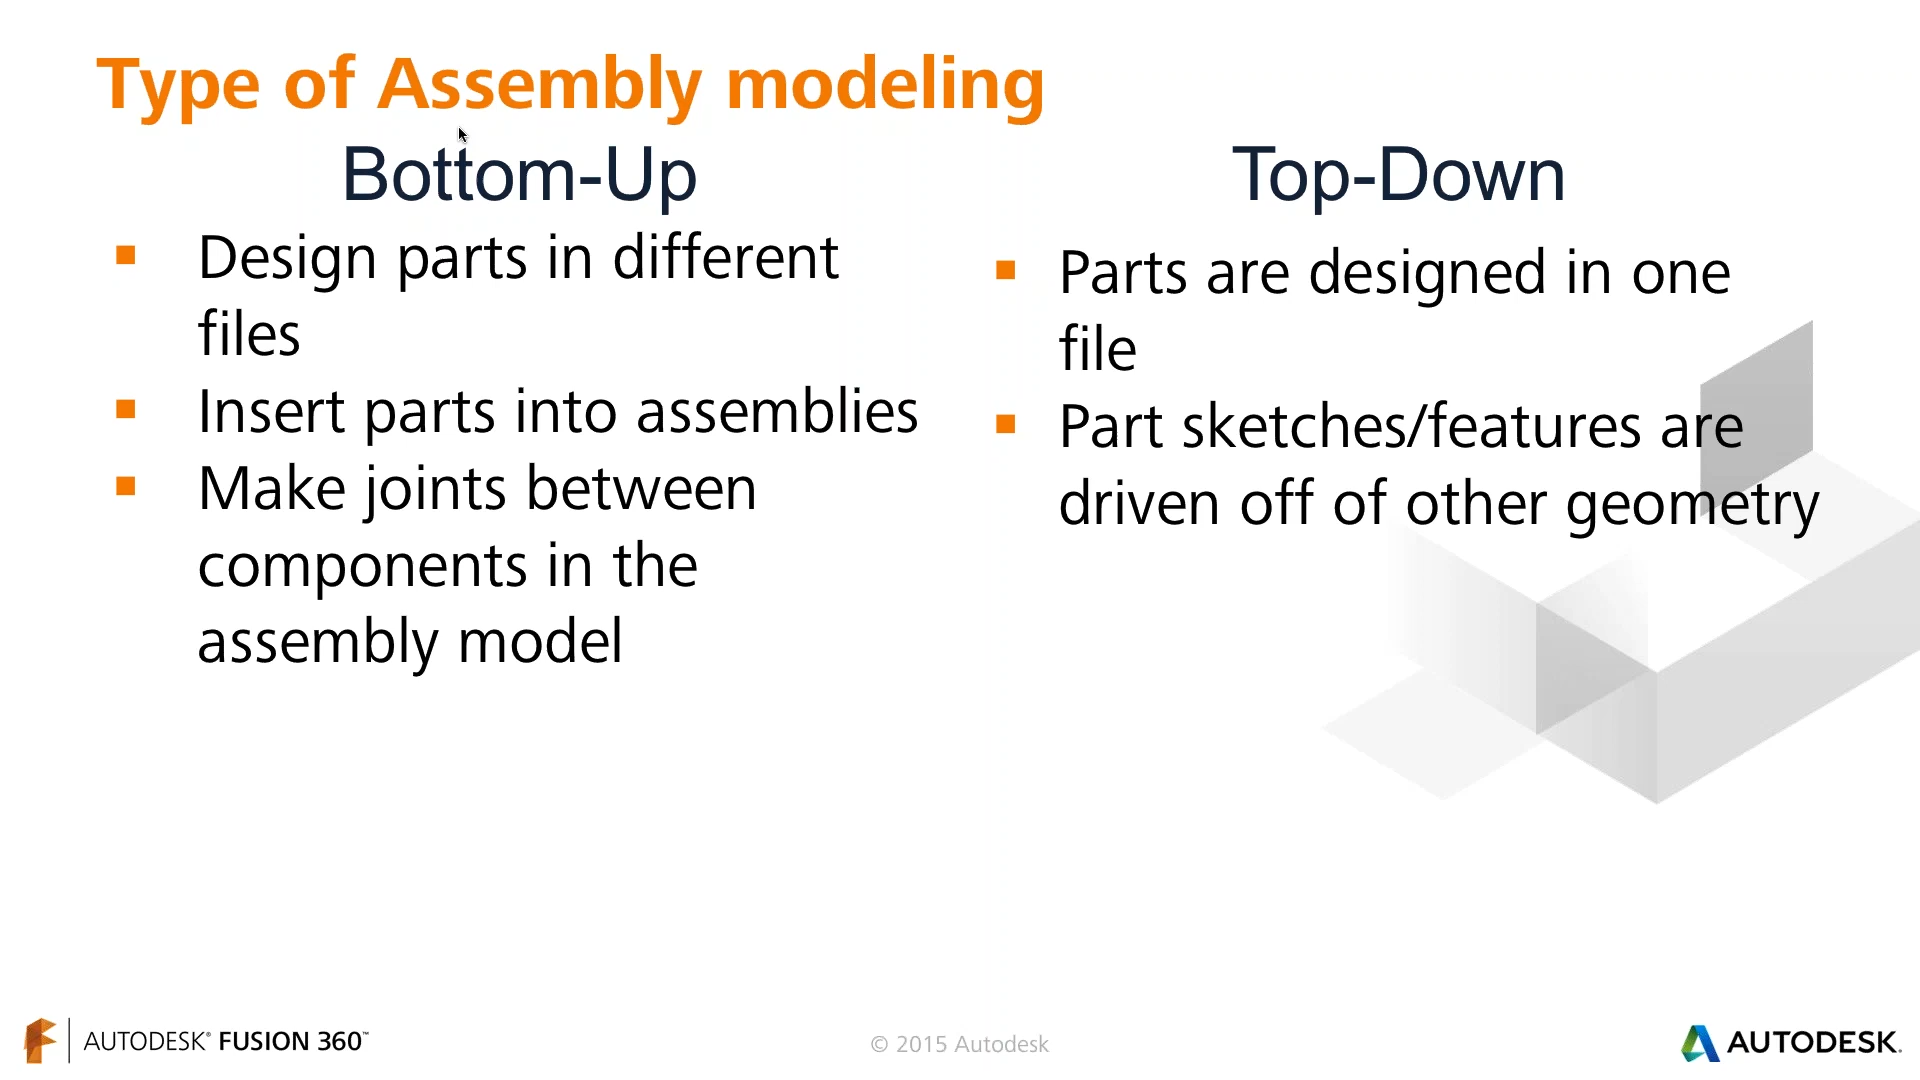 Type of Assembly modeling
Bottom-Up
Design parts in different
files
Insert parts into assemblies
Make joints between
components in the
assembly model
Top-Down
Parts are designed in one
file
Part sketches/features are
driven off of other geometry
AUTODESK® FUSION 360™
© 2015 Autodesk
AUTODESK.